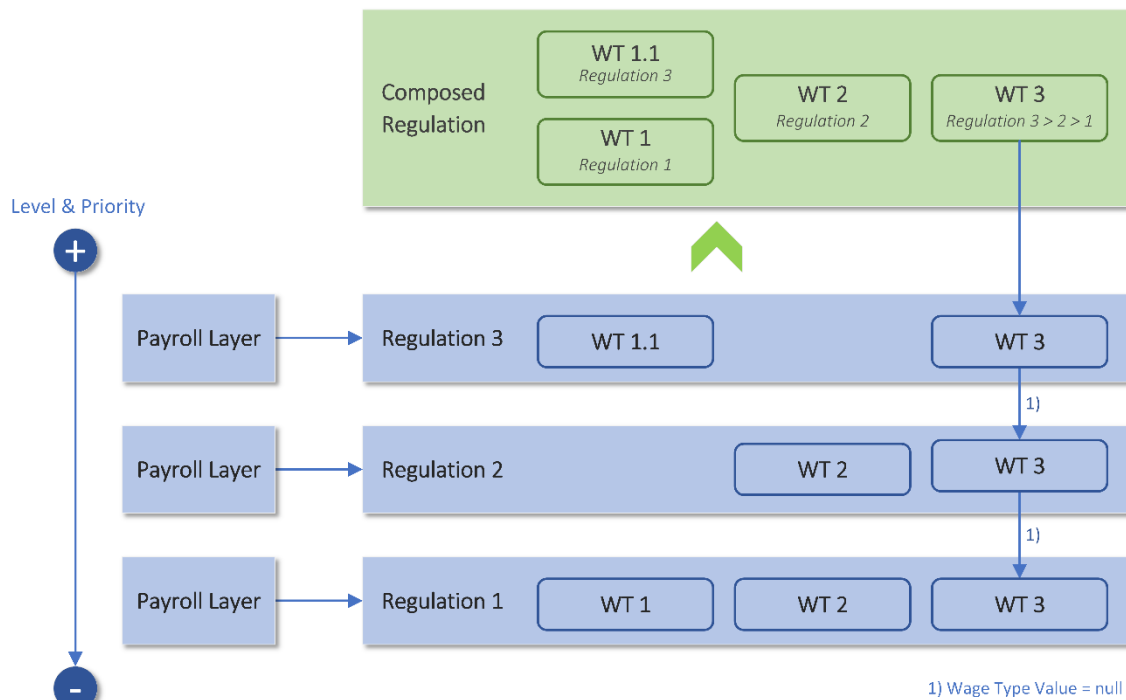 WT 1.1
Regulation 3
Composed
Regulation
WT 2
Regulation 2
WT 3
Regulation 3 > 2 > 1
WT 1
Regulation 1
Level & Priority
+
Payroll Layer
Regulation 3
WT 1.1
WT 3
1)
Payroll Layer
Regulation 2
WT 2
WT 3
1)
Payroll Layer
Regulation 1
WT 1
WT 2
WT 3
-
1) Wage Type Value = null